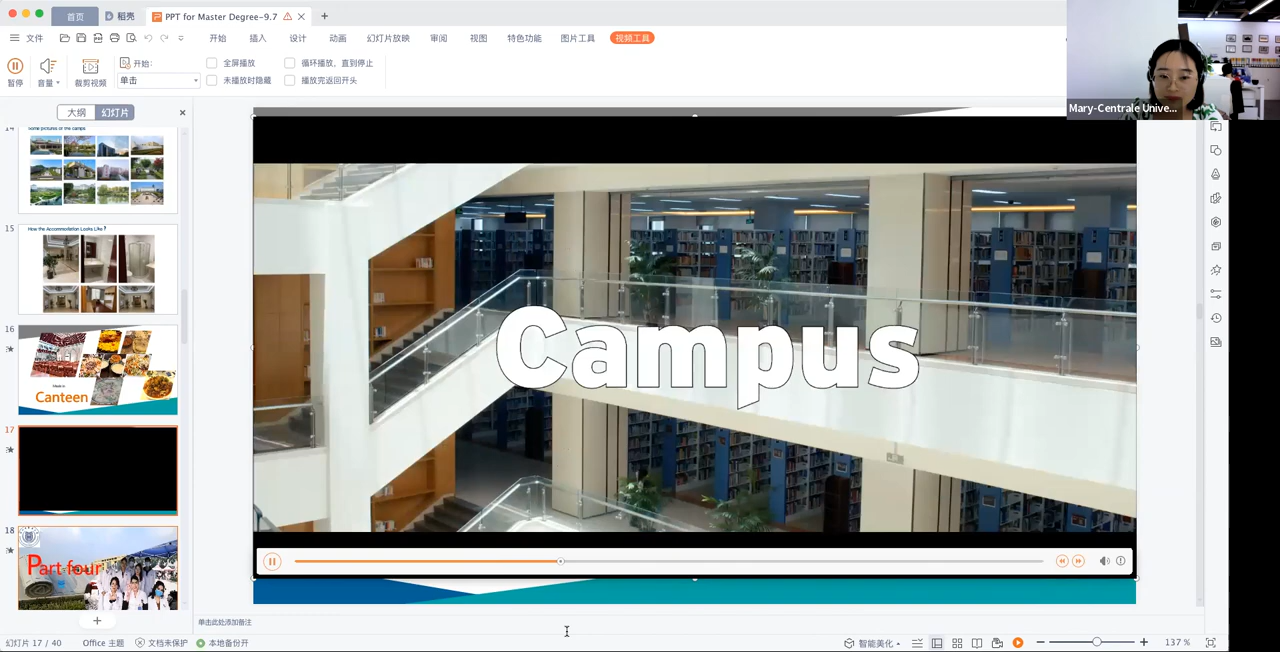 首页
稻壳
PPT for Master Degree-9.7
文件
开始
插入
设计
动画
幻灯片放映
审阅
视图
特色功能
图片工具
视频工具
暂停
音量
裁剪视频
开始:
单击
全屏播放
循环播放，直到停止
未播放时隐藏
播放完返回开头
Mary-Centrale Unive...
大纲
幻灯片
14
Some pictures of the campus
15
How the Accommodation Looks Like?
16
Canteen
17
18
Part four
Campus
单击此处添加备注
幻灯片 17 / 40
Office 主题
文档未保护
本地备份开
智能美化
137 %